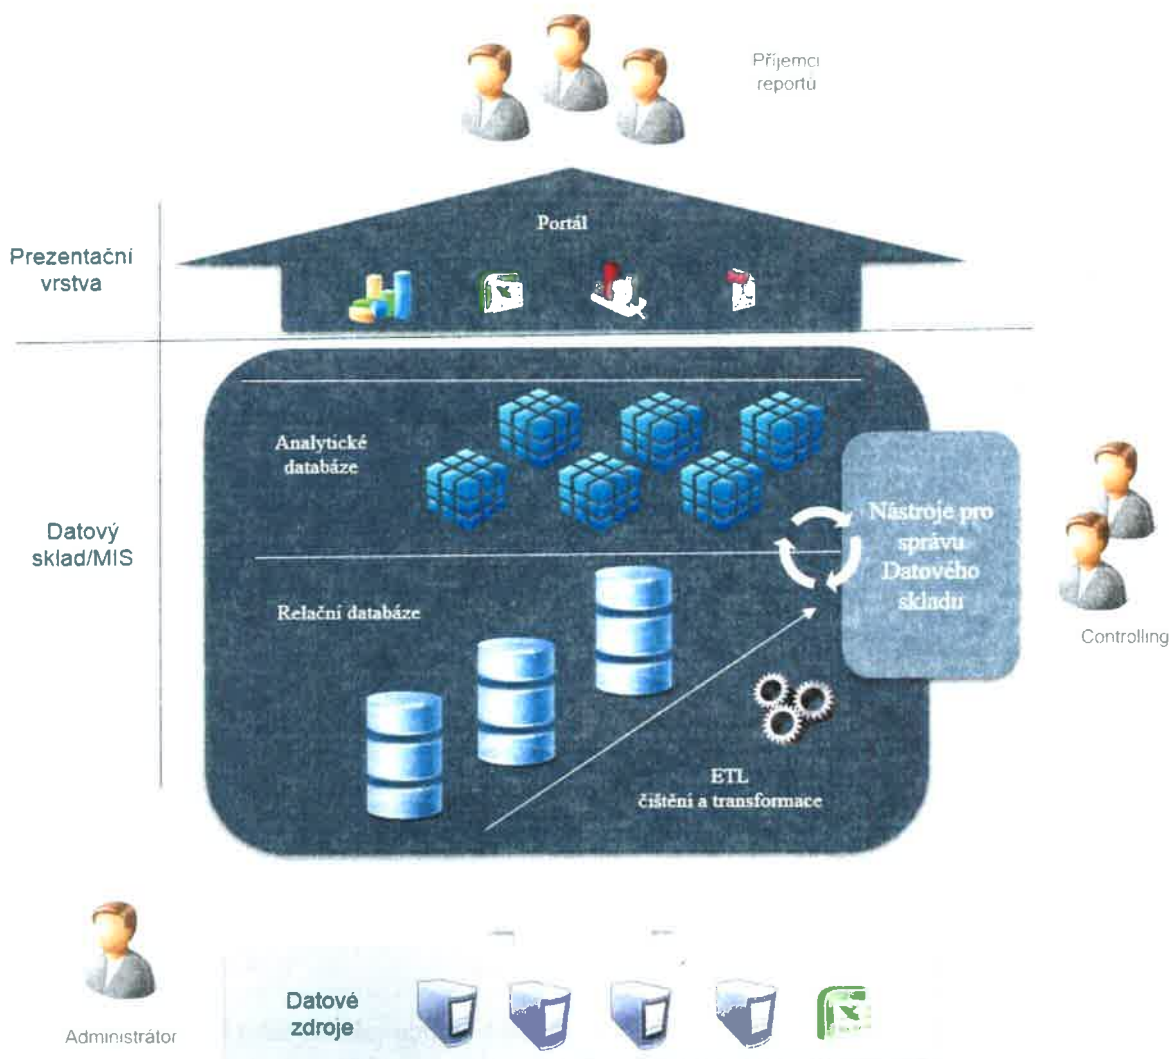 Příjemci
reportů
Portál
Prezentační
vrstva
Analytické
databáze
Datový
sklad/MIS
Nástroje pro
správu
Datového
skladu
Relační databáze
Controlling
ETL
čištění a transformace
Administrátor
Datové
zdroje